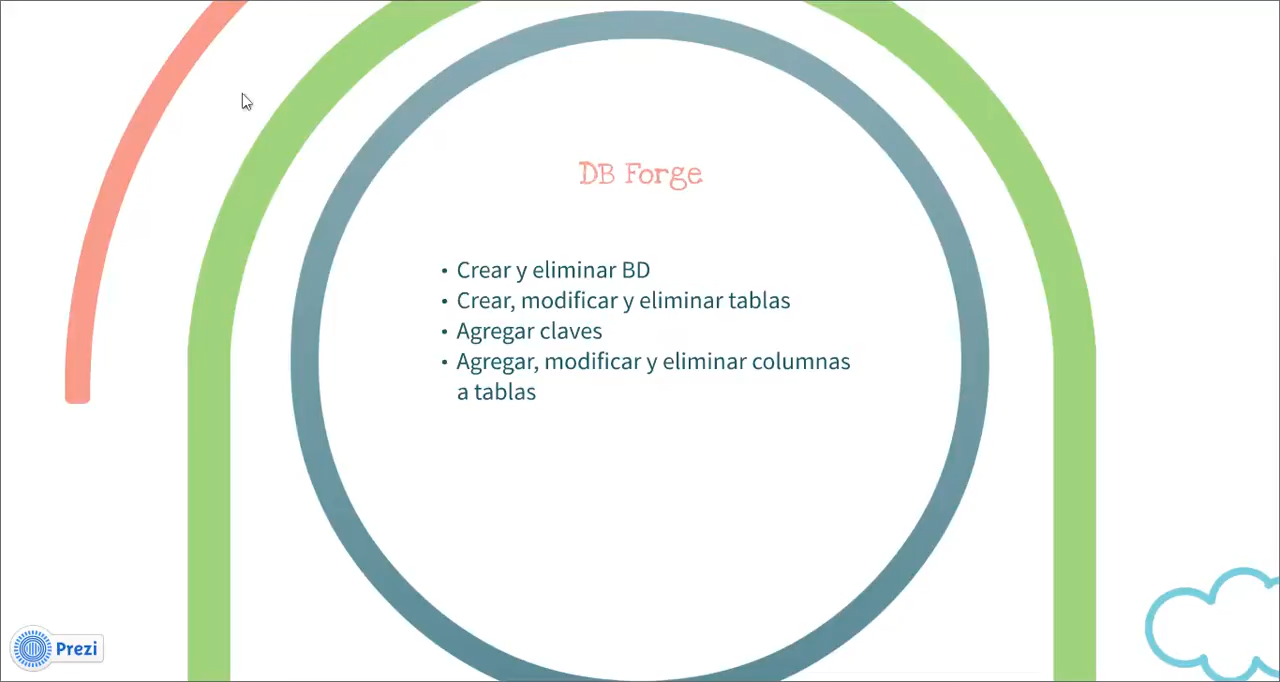 DB Forge
• Crear y eliminar BD
• Crear, modificar y eliminar tablas
• Agregar claves
• Agregar, modificar y eliminar columnas
a tablas
Prezi